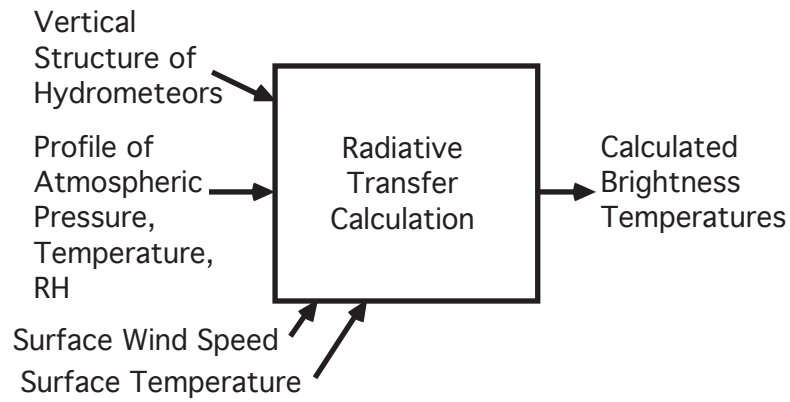 Vertical
Structure of
Hydrometeors
Profile of
Atmospheric
Pressure,
Temperature,
RH
Radiative
Transfer
Calculation
Calculated
Brightness
Temperatures
Surface Wind Speed
Surface Temperature